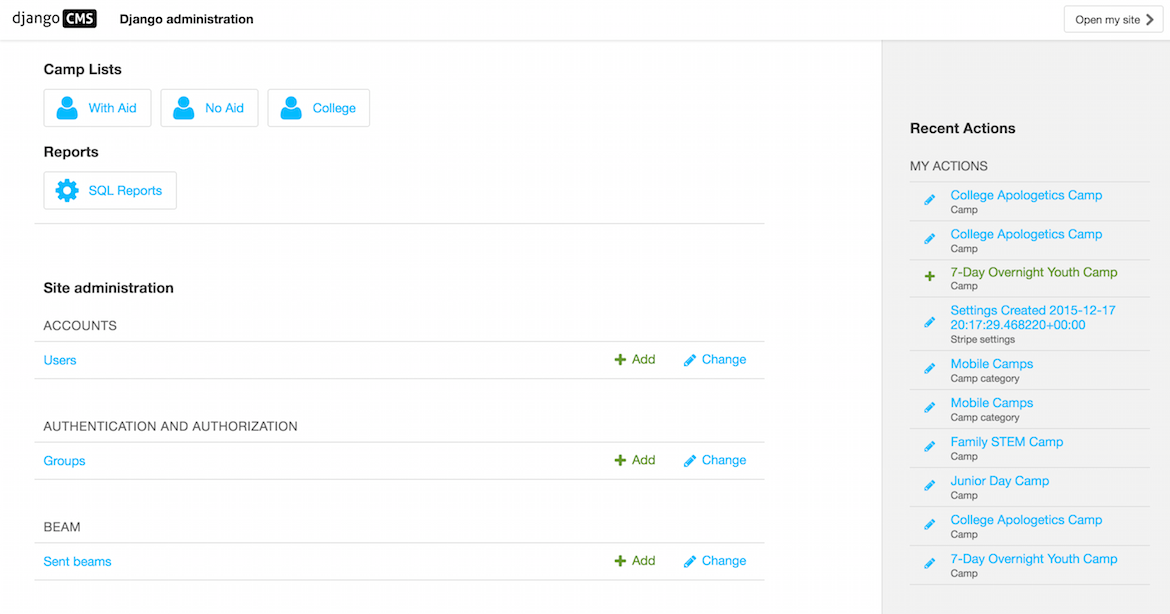 django CMS Django administration Open my site
Camp Lists
With Aid No Aid College
Reports
SQL Reports
Site administration
ACCOUNTS
Users Add Change
AUTHENTICATION AND AUTHORIZATION
Groups Add Change
BEAM
Sent beams Add Change
Recent Actions
MY ACTIONS
College Apologetics Camp
Camp
College Apologetics Camp
Camp
7-Day Overnight Youth Camp
Camp
Settings Created 2015-12-17
20:17:29.468220+00:00
Stripe settings
Mobile Camps
Camp category
Mobile Camps
Camp category
Family STEM Camp
Camp
Junior Day Camp
Camp
College Apologetics Camp
Camp
7-Day Overnight Youth Camp
Camp